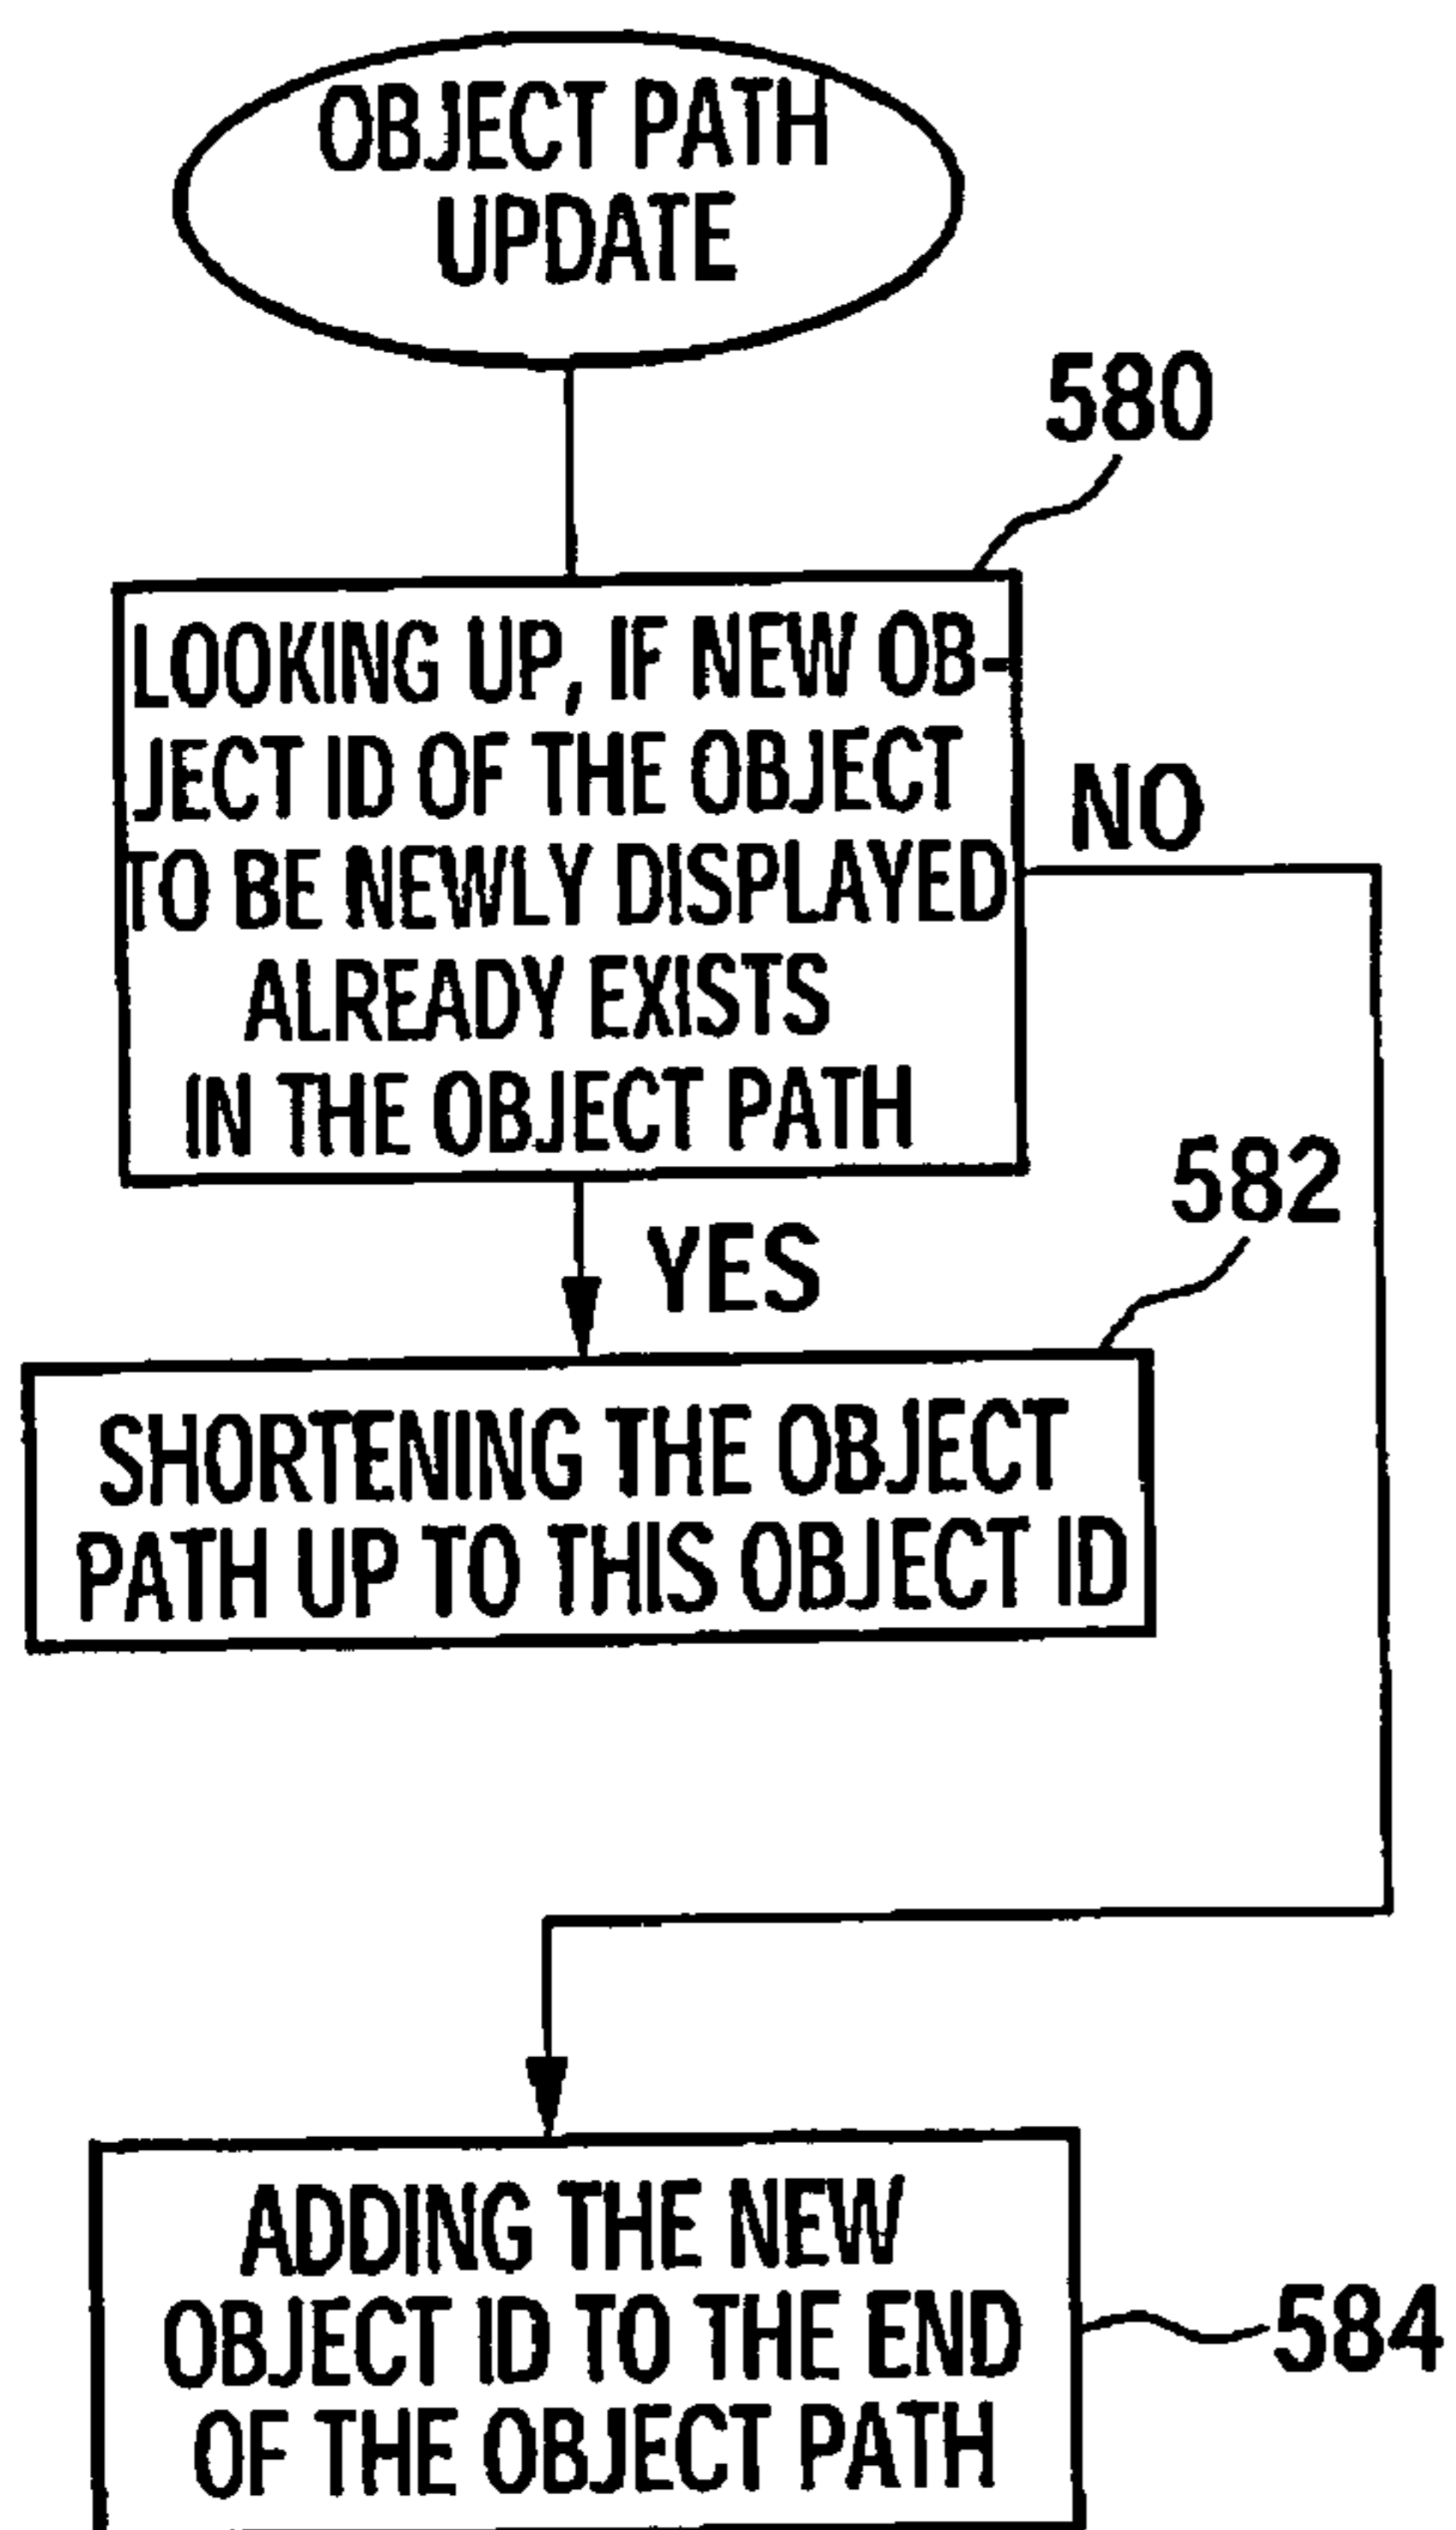 OBJECT PATH
UPDATE
580
LOOKING UP, IF NEW OB-
JECT ID OF THE OBJECT
TO BE NEWLY DISPLAYED
ALREADY EXISTS
IN THE OBJECT PATH
NO
YES
582
SHORTENING THE OBJECT
PATH UP TO THIS OBJECT ID
ADDING THE NEW
OBJECT ID TO THE END
OF THE OBJECT PATH
584